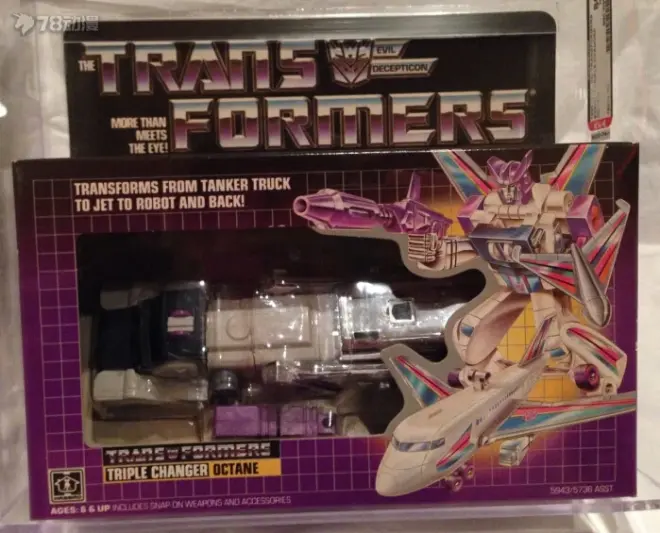 78动漫
THE TRANSFORMERS
EVIL
DECEPTICON
MORE THAN
MEETS
THE EYE!
TRANSFORMS FROM TANKER TRUCK
TO JET TO ROBOT AND BACK!
TRANSFORMERS
TRIPLE CHANGER OCTANE
AGES: 5 & UP INCLUDES SNAP ON WEAPONS AND ACCESSORIES
5943/5736 ASST.